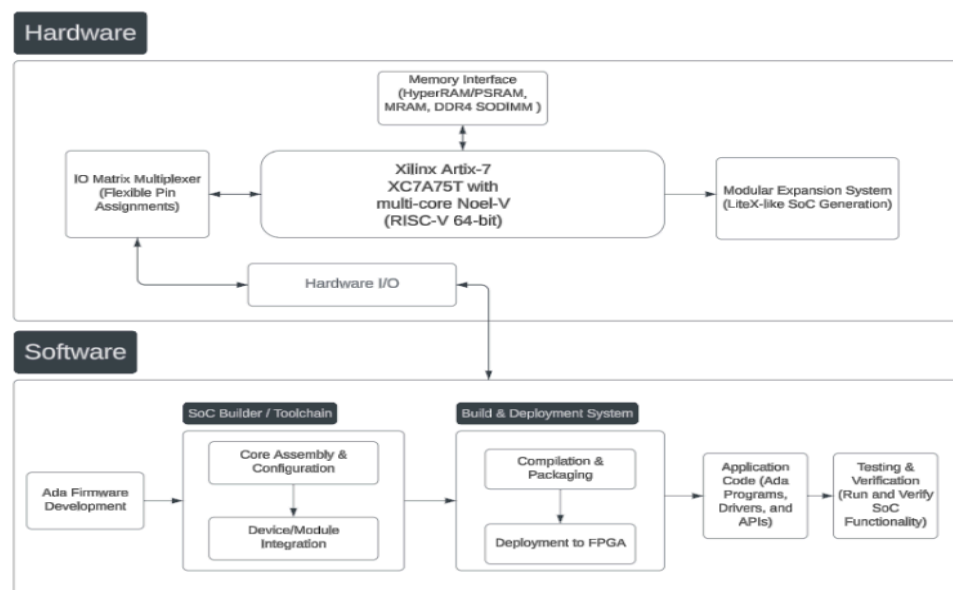 Hardware
Memory Interface
(HyperRAM/PSRAM,
MRAM, DDR4 SODIMM )
IO Matrix Multiplexer
(Flexible Pin
Assignments)
Xilinx Artix-7
XC7A75T with
multi-core Noel-V
(RISC-V 64-bit)
Modular Expansion System
(LiteX-like SoC Generation)
Hardware I/O
Software
SoC Builder / Toolchain
Build & Deployment System
Ada Firmware
Development
Core Assembly &
Configuration
Device/Module
Integration
Compilation &
Packaging
Deployment to FPGA
Application
Code (Ada
Programs,
Drivers, and
APIs)
Testing &
Verification
(Run and Verify
SoC
Functionality)